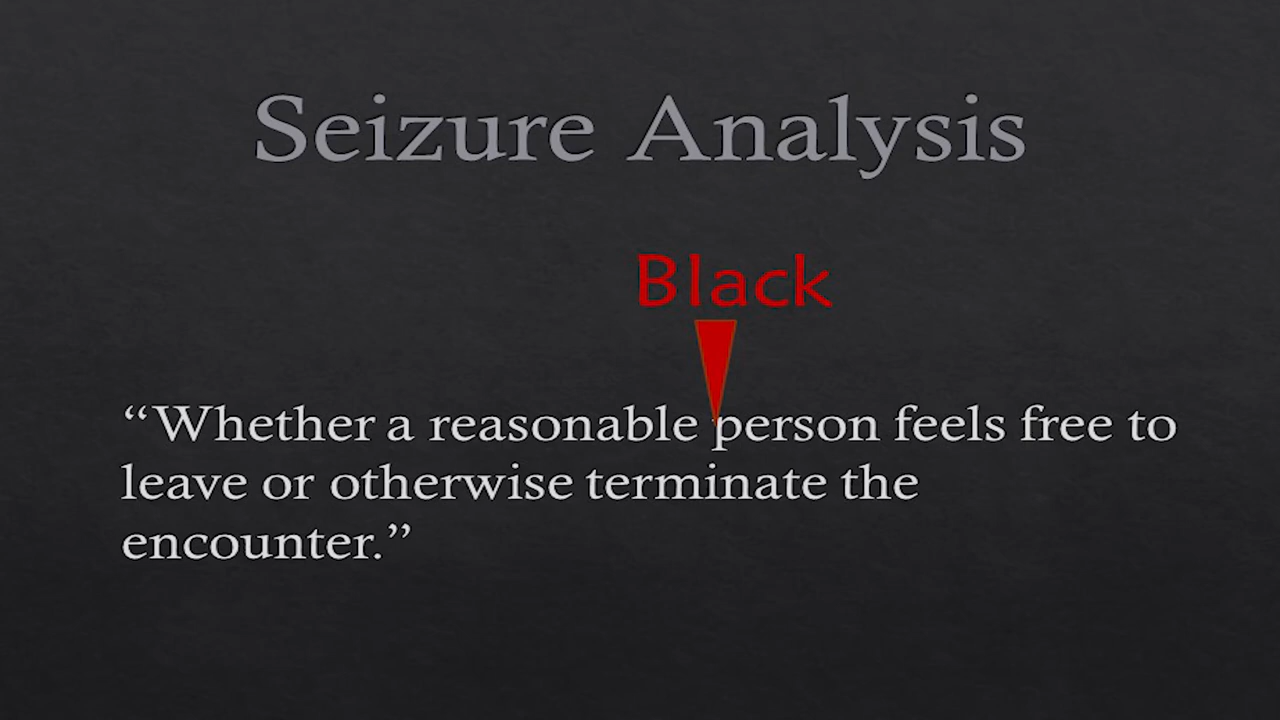 Seizure Analysis
Black
“Whether a reasonable person feels free to
leave or otherwise terminate the
encounter.”